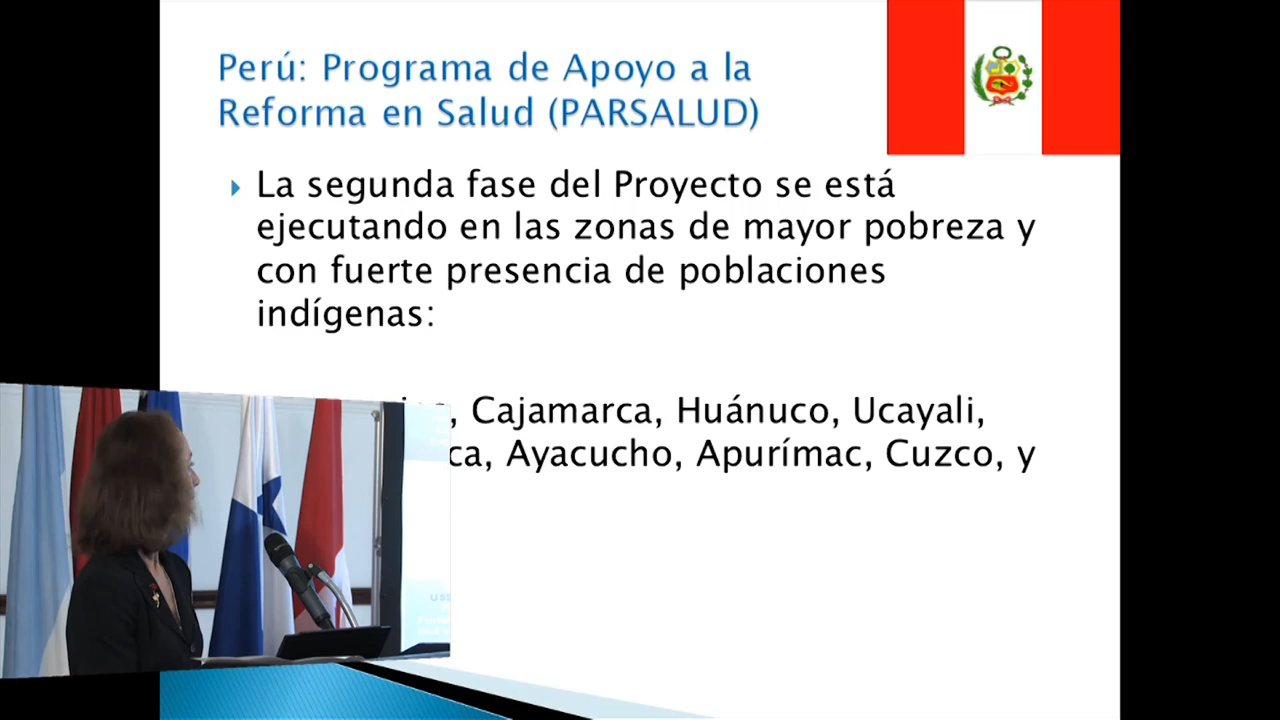 Perú: Programa de Apoyo a la
Reforma en Salud (PARSALUD)
La segunda fase del Proyecto se está
ejecutando en las zonas de mayor pobreza y
con fuerte presencia de poblaciones
indígenas:
Cajamarca, Huánuco, Ucayali,
Ayacucho, Apurímac, Cuzco, y